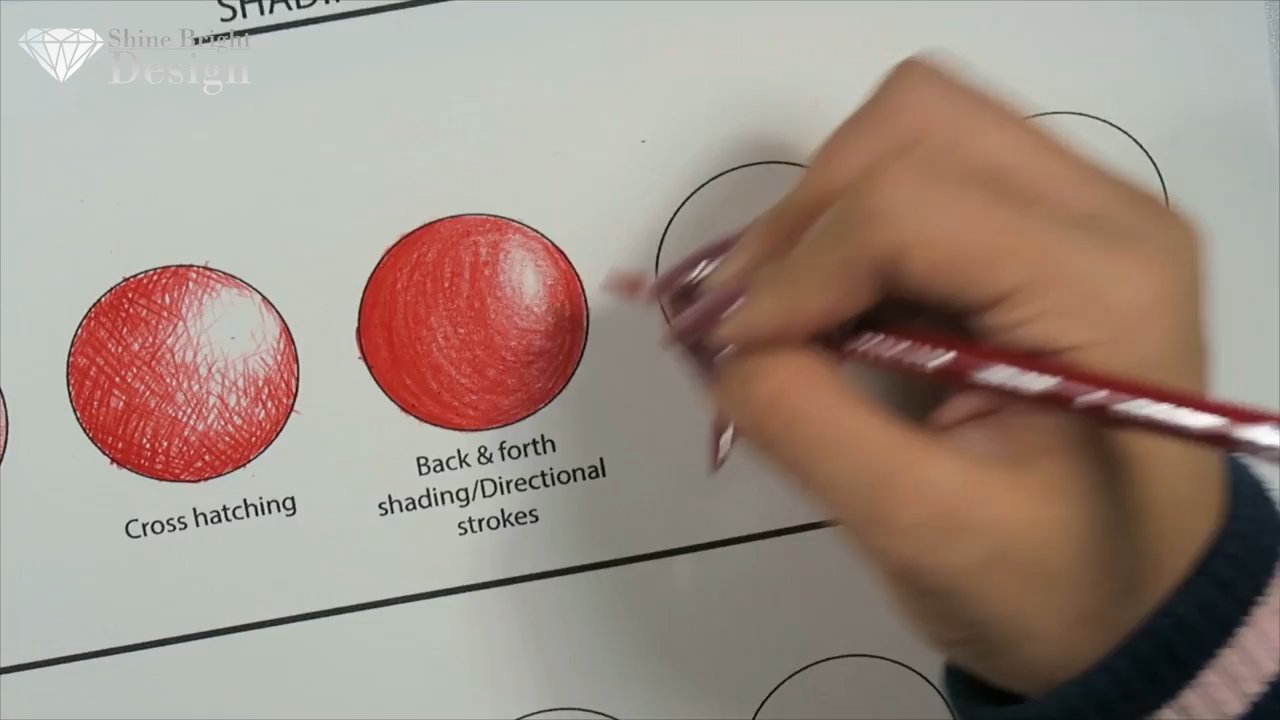 Shine Bright
Design
Cross hatching
Back & forth
shading/Directional
strokes